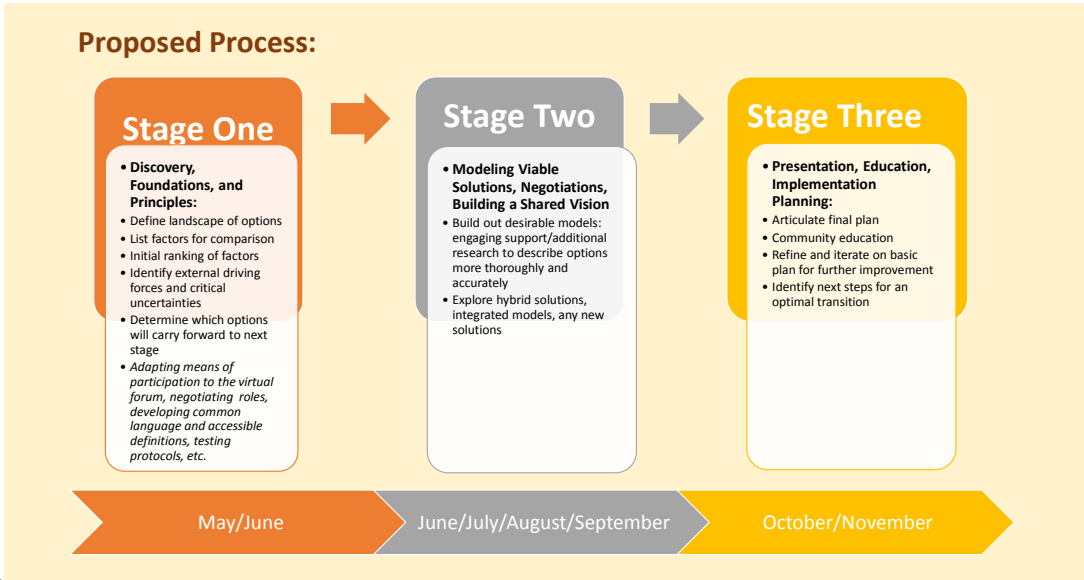 Proposed Process:
Stage One
• Discovery,
Foundations, and
Principles:
• Define landscape of options
• List factors for comparison
• Initial ranking of factors
• Identify external driving
forces and critical
uncertainties
• Determine which options
will carry forward to next
stage
• Adapting means of
participation to the virtual
forum, negotiating roles,
developing common
language and accessible
definitions, testing
protocols, etc.
Stage Two
• Modeling Viable
Solutions, Negotiations,
Building a Shared Vision
• Build out desirable models:
engaging support/additional
research to describe options
more thoroughly and
accurately
• Explore hybrid solutions,
integrated models, any new
solutions
Stage Three
• Presentation, Education,
Implementation
Planning:
• Articulate final plan
• Community education
• Refine and iterate on basic
plan for further improvement
• Identify next steps for an
optimal transition
May/June
June/July/August/September
October/November